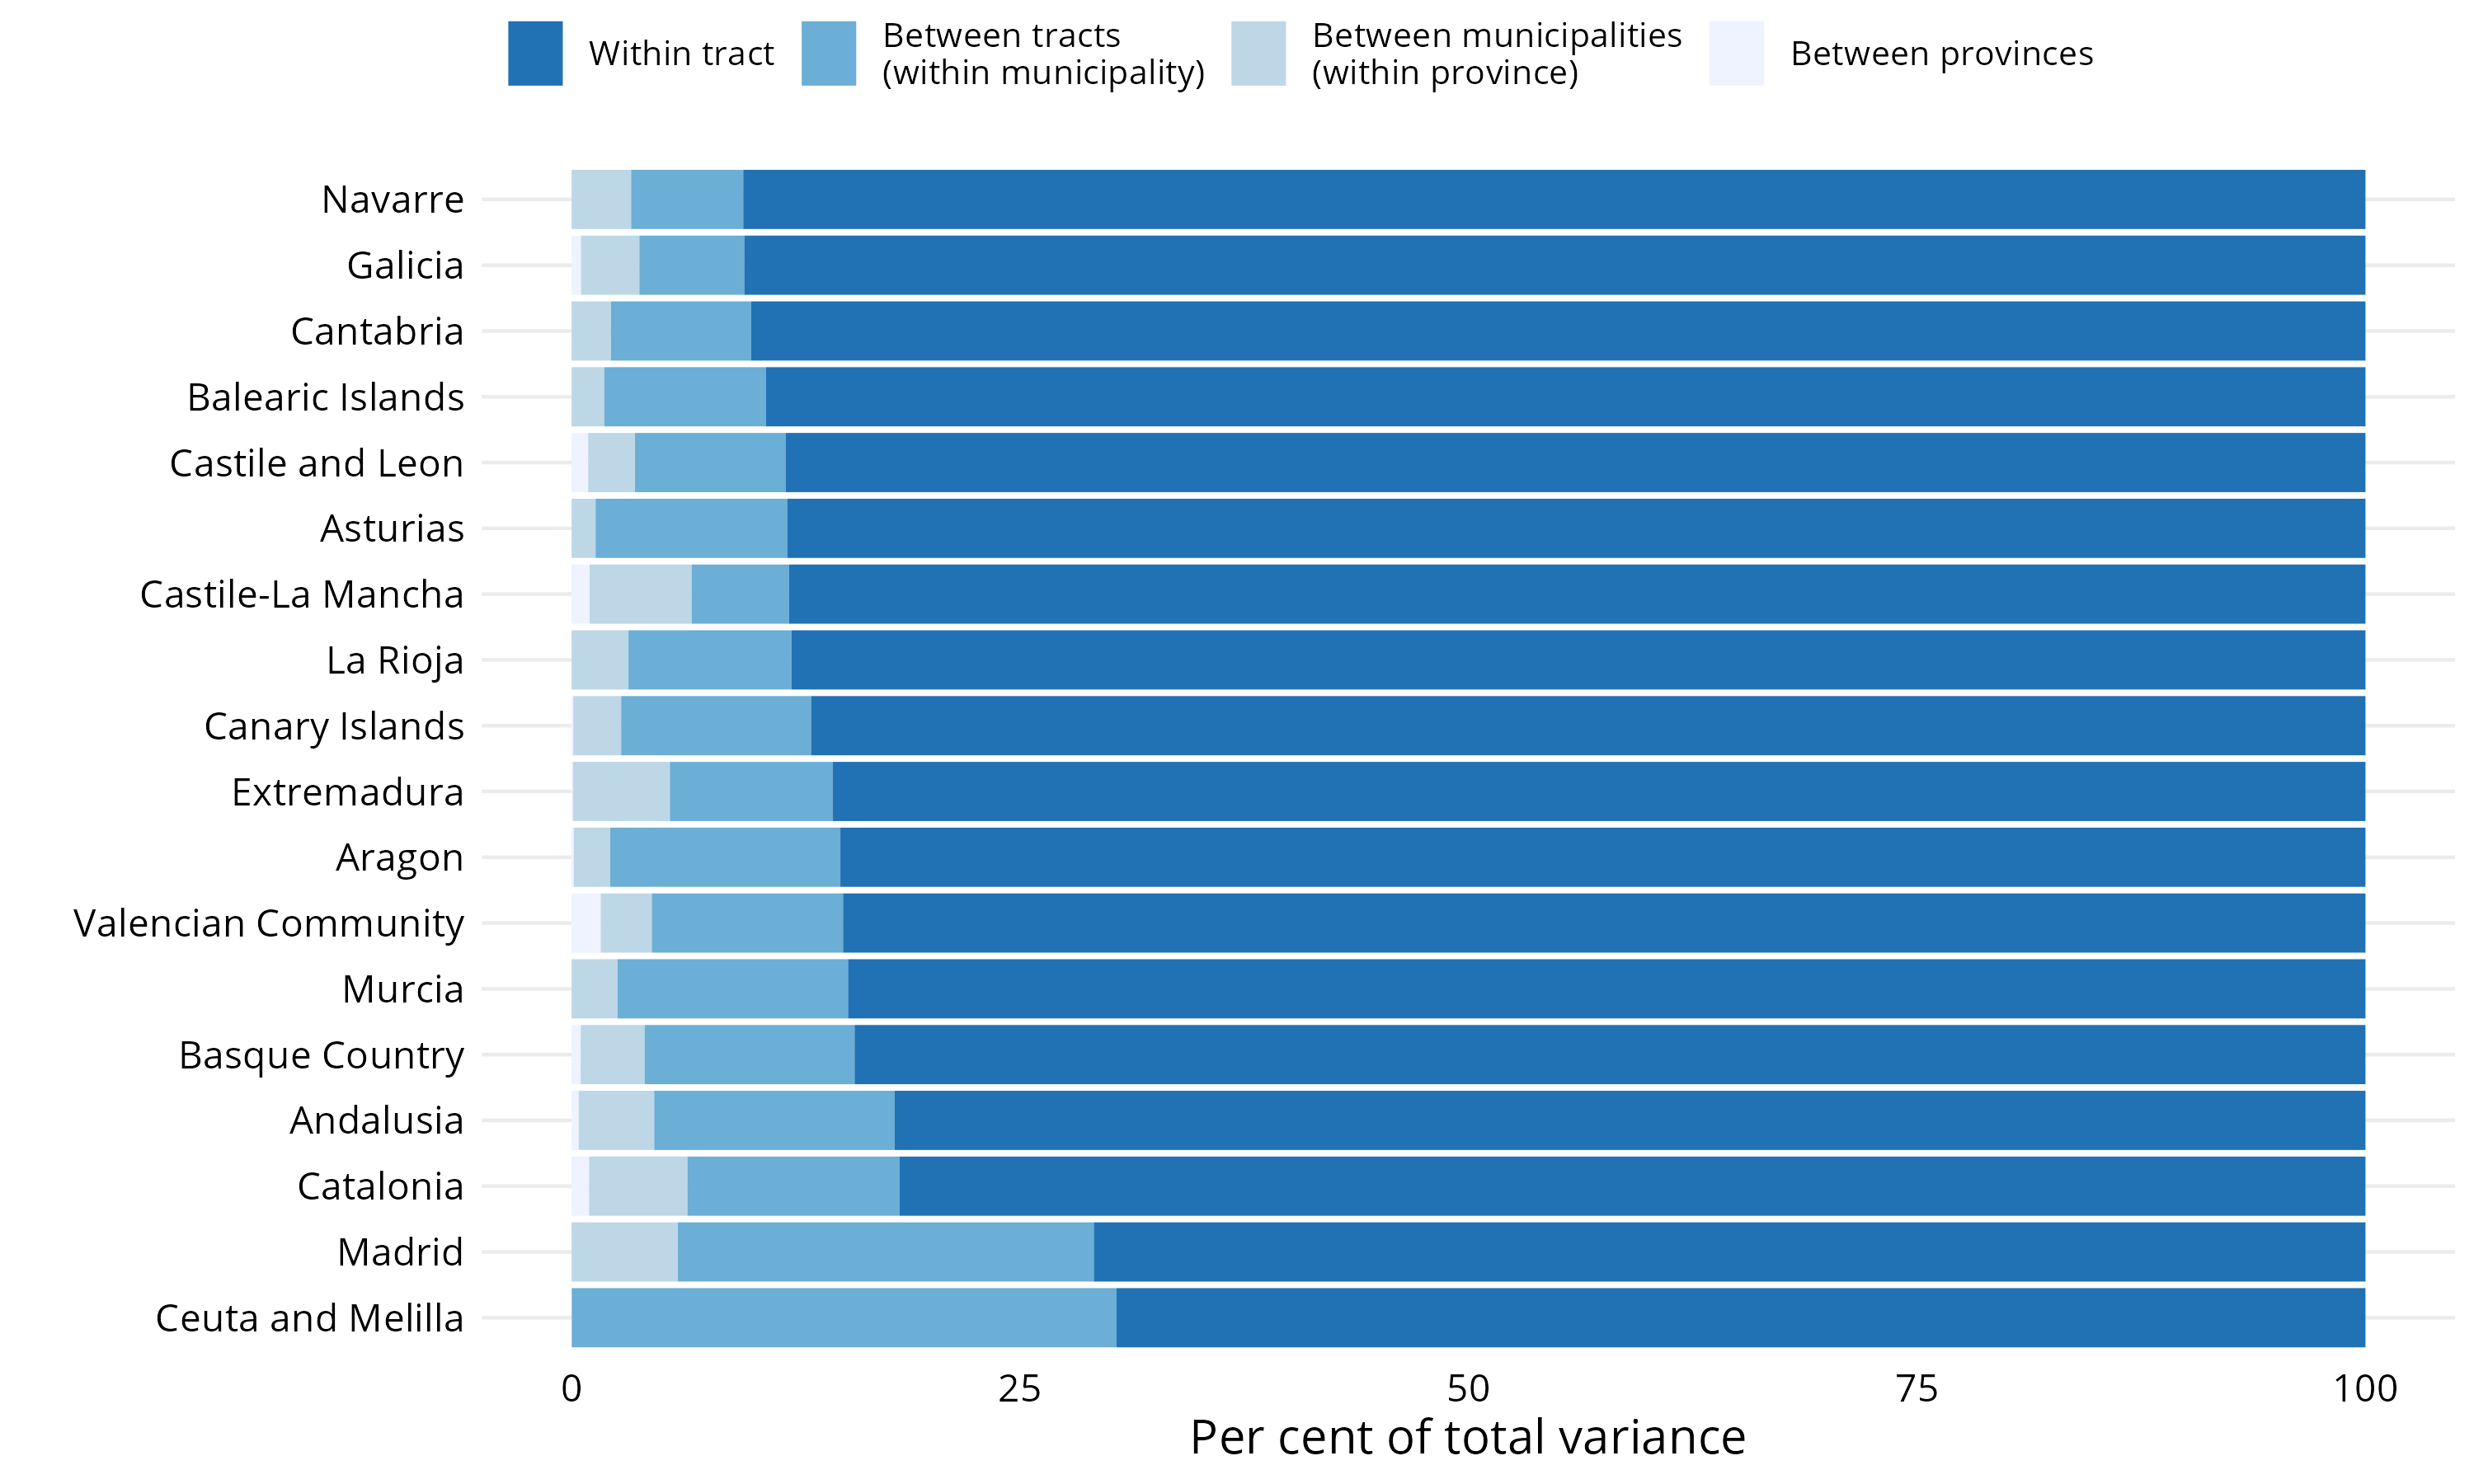 Within tract
Between tracts
(within municipality)
Between municipalities
(within province)
Between provinces
Navarre
Galicia
Cantabria
Balearic Islands
Castile and Leon
Asturias
Castile-La Mancha
La Rioja
Canary Islands
Extremadura
Aragon
Valencian Community
Murcia
Basque Country
Andalusia
Catalonia
Madrid
Ceuta and Melilla
0 25 50 75 100
Per cent of total variance